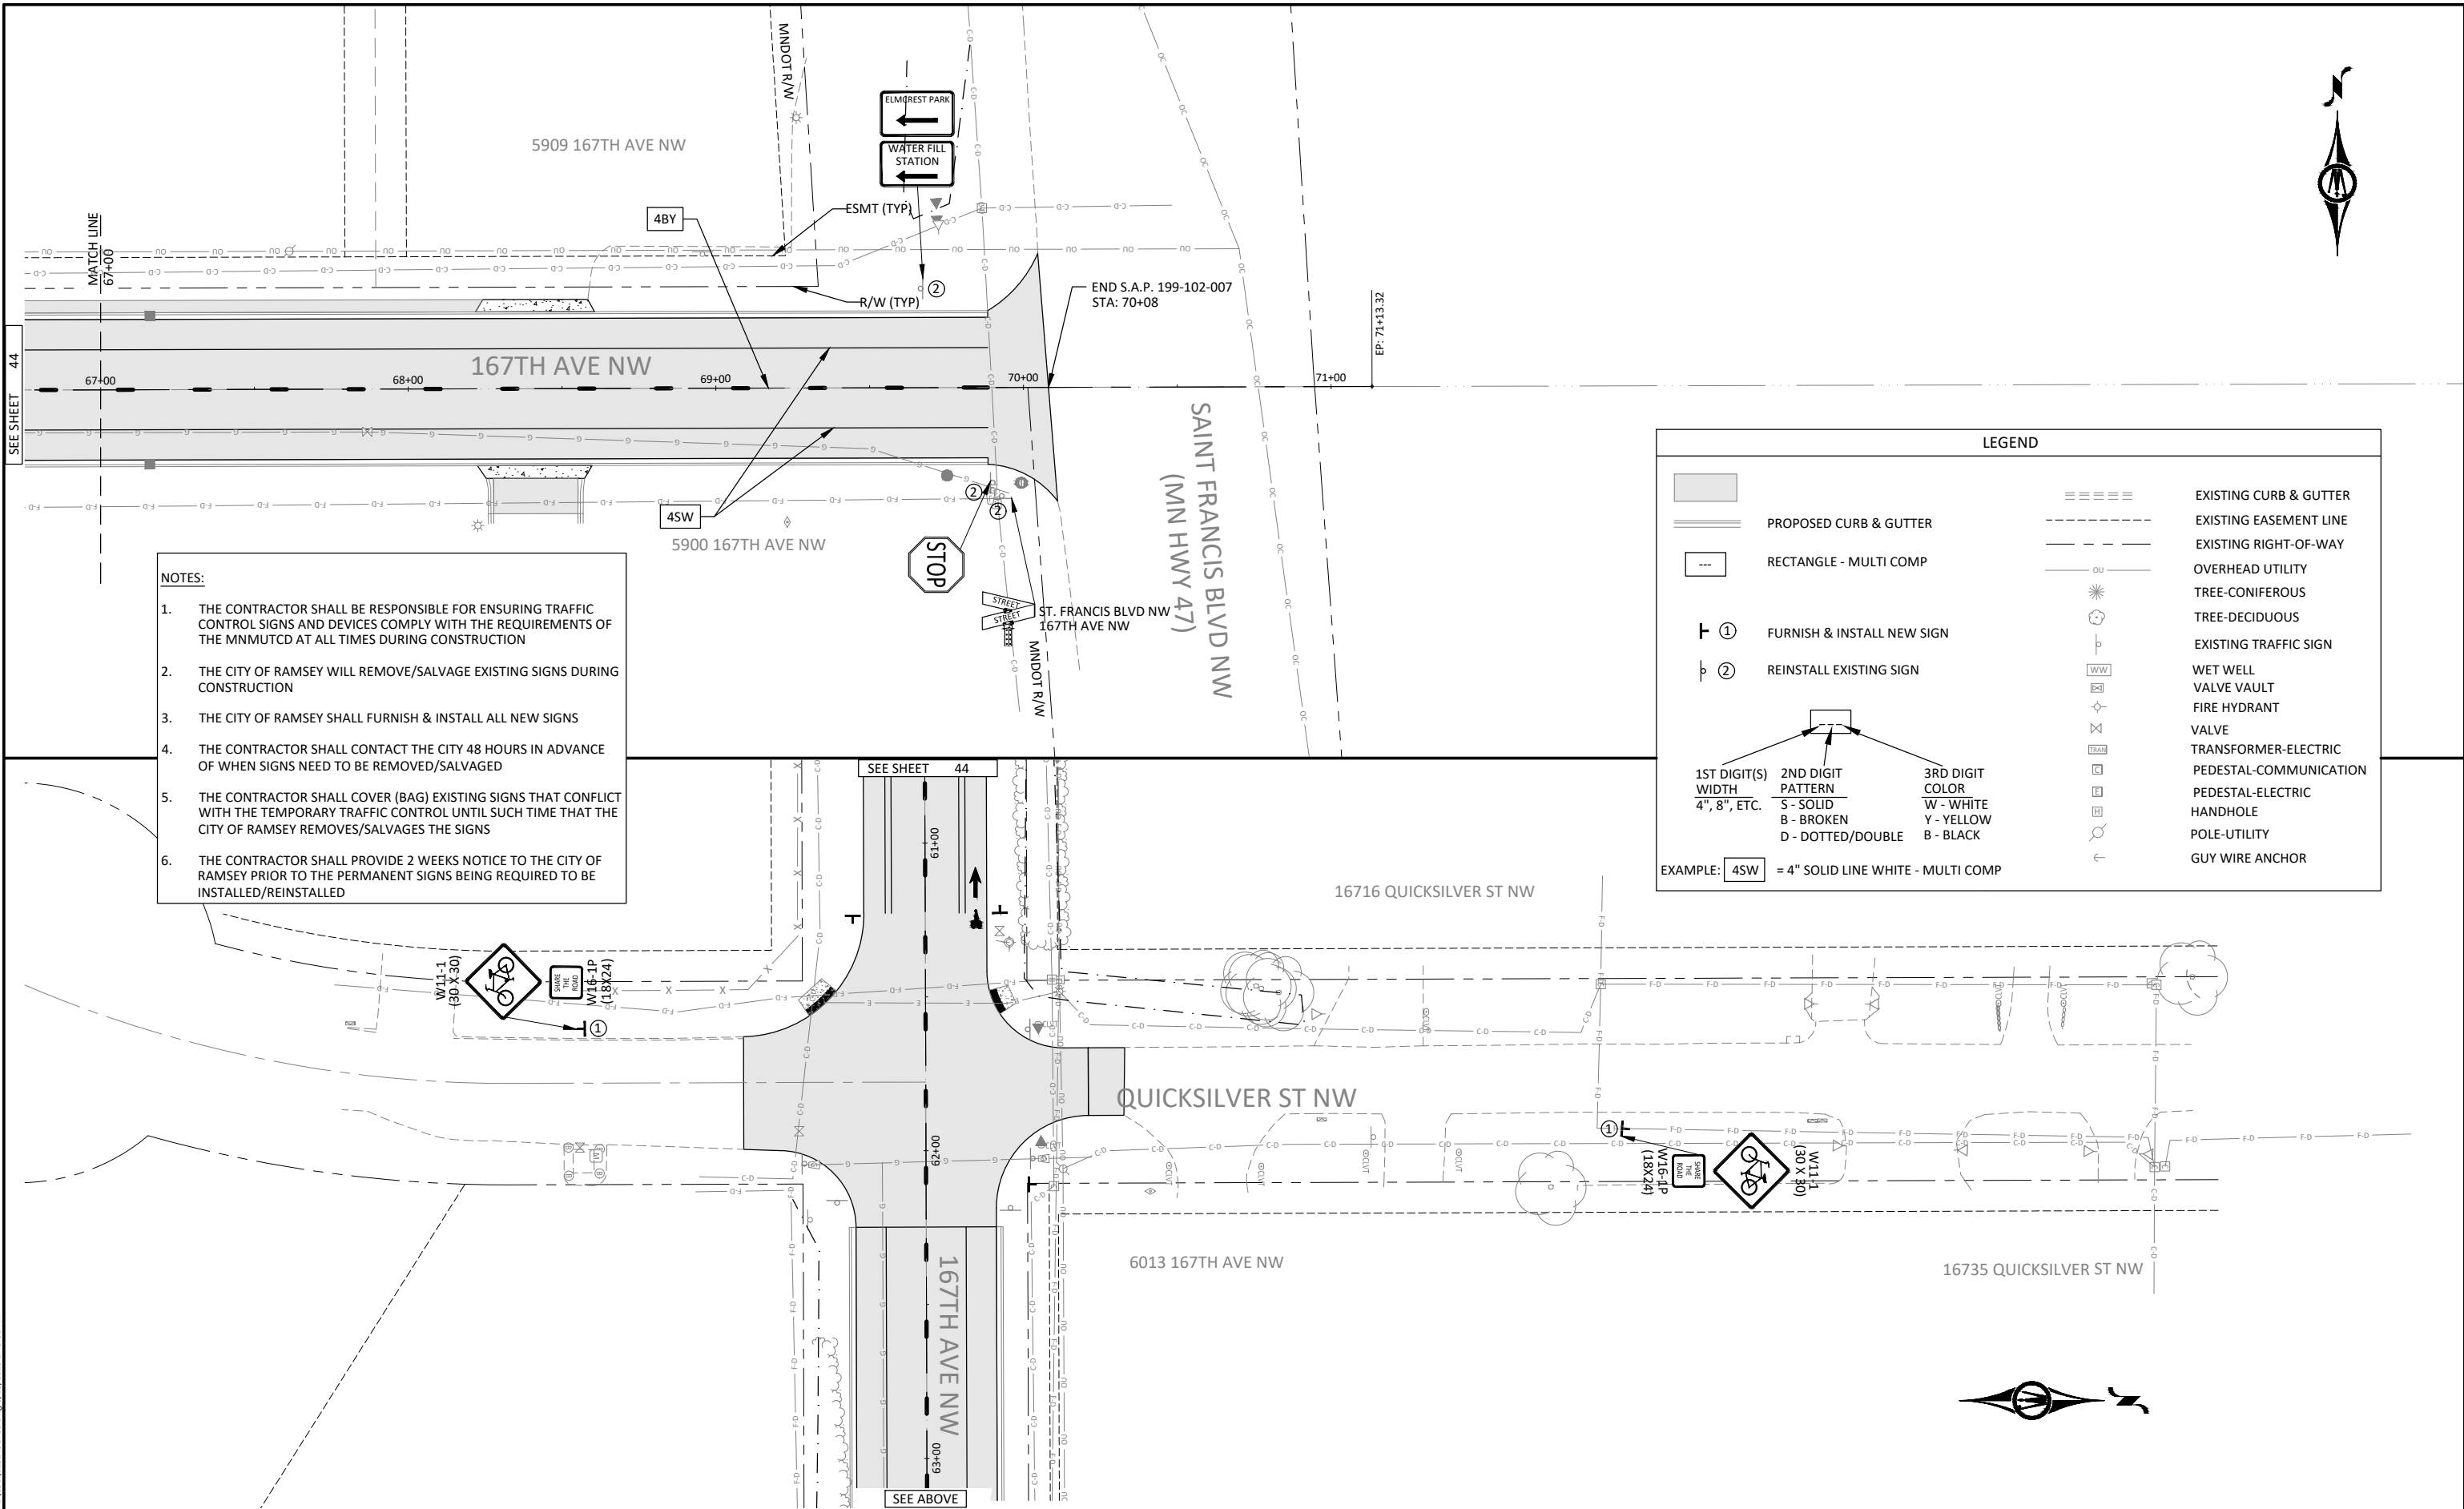 MNDOT R/W
ELMCREST PARK
WATER FILL
STATION
5909 167TH AVE NW
4BY
ESMT (TYP)
MATCH LINE
67+00
2
R/W (TYP)
END S.A.P. 199-102-007
STA: 70+08
EP: 71+13.32
SEE SHEET 44
167TH AVE NW
67+00
68+00
69+00
70+00
71+00
4SW
5900 167TH AVE NW
2
2
STOP
STREET
STREET
ST. FRANCIS BLVD NW
167TH AVE NW
MNDOT R/W
SAINT FRANCIS BLVD NW
(MN HWY 47)
N
NOTES:
1. THE CONTRACTOR SHALL BE RESPONSIBLE FOR ENSURING TRAFFIC
CONTROL SIGNS AND DEVICES COMPLY WITH THE REQUIREMENTS OF
THE MNMUTCD AT ALL TIMES DURING CONSTRUCTION
2. THE CITY OF RAMSEY WILL REMOVE/SALVAGE EXISTING SIGNS DURING
CONSTRUCTION
3. THE CITY OF RAMSEY SHALL FURNISH & INSTALL ALL NEW SIGNS
4. THE CONTRACTOR SHALL CONTACT THE CITY 48 HOURS IN ADVANCE
OF WHEN SIGNS NEED TO BE REMOVED/SALVAGED
5. THE CONTRACTOR SHALL COVER (BAG) EXISTING SIGNS THAT CONFLICT
WITH THE TEMPORARY TRAFFIC CONTROL UNTIL SUCH TIME THAT THE
CITY OF RAMSEY REMOVES/SALVAGES THE SIGNS
6. THE CONTRACTOR SHALL PROVIDE 2 WEEKS NOTICE TO THE CITY OF
RAMSEY PRIOR TO THE PERMANENT SIGNS BEING REQUIRED TO BE
INSTALLED/REINSTALLED
LEGEND
PROPOSED CURB & GUTTER
--- RECTANGLE - MULTI COMP
1 FURNISH & INSTALL NEW SIGN
2 REINSTALL EXISTING SIGN
1ST DIGIT(S)
WIDTH
4", 8", ETC.
2ND DIGIT
PATTERN
S - SOLID
B - BROKEN
D - DOTTED/DOUBLE
3RD DIGIT
COLOR
W - WHITE
Y - YELLOW
B - BLACK
EXAMPLE: 4SW = 4" SOLID LINE WHITE - MULTI COMP
EXISTING CURB & GUTTER
EXISTING EASEMENT LINE
EXISTING RIGHT-OF-WAY
OU OVERHEAD UTILITY
TREE-CONIFEROUS
TREE-DECIDUOUS
EXISTING TRAFFIC SIGN
WW WET WELL
VALVE VAULT
FIRE HYDRANT
VALVE
TRAN TRANSFORMER-ELECTRIC
C PEDESTAL-COMMUNICATION
E PEDESTAL-ELECTRIC
H HANDHOLE
POLE-UTILITY
GUY WIRE ANCHOR
SEE SHEET 44
61+00
62+00
63+00
W11-1
(30 X 30)
SHARE
THE
ROAD
W16-1P
(18X24)
1
16716 QUICKSILVER ST NW
QUICKSILVER ST NW
1
W16-1P
(18X24)
SHARE
THE
ROAD
W11-1
(30 X 30)
167TH AVE NW
6013 167TH AVE NW
16735 QUICKSILVER ST NW
SEE ABOVE
N